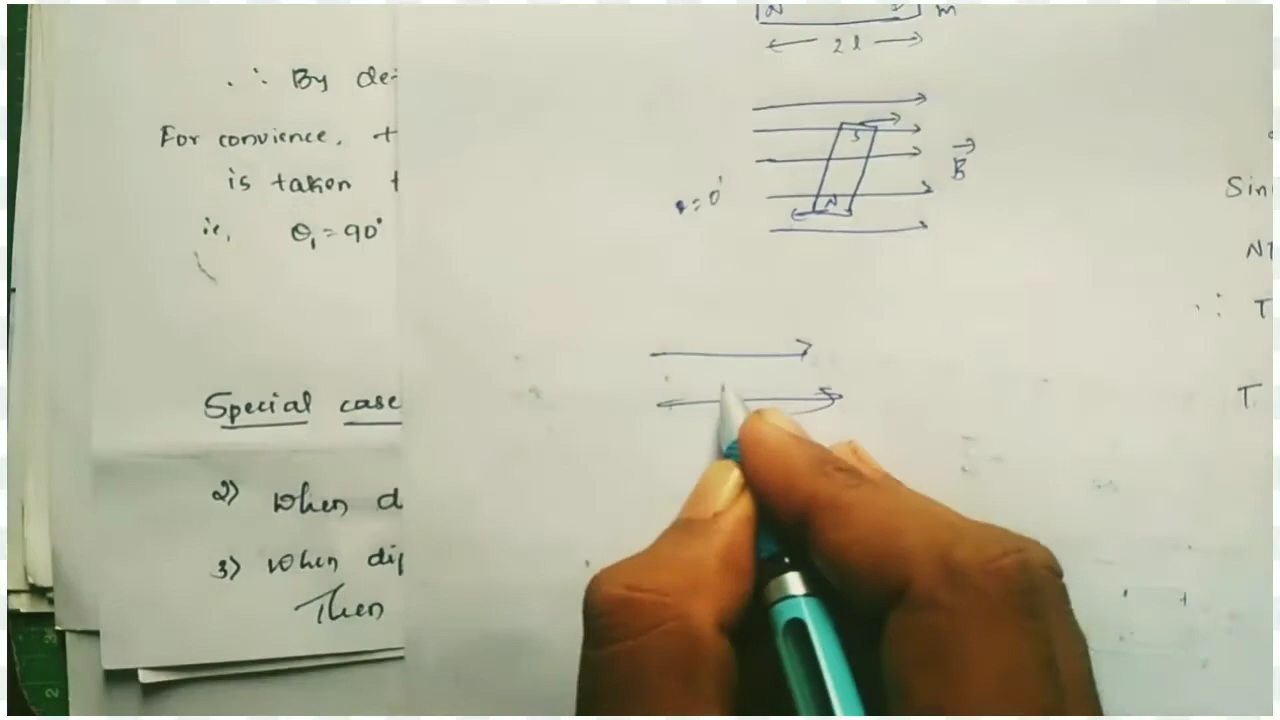 ∴ By de
For convience, t
is taken t
ie, θ₁ = 90°
Special case
2) when d
3) when dip
Then
N m
2l
S
B⃗
= 0°
N
Sin
∴ T
T